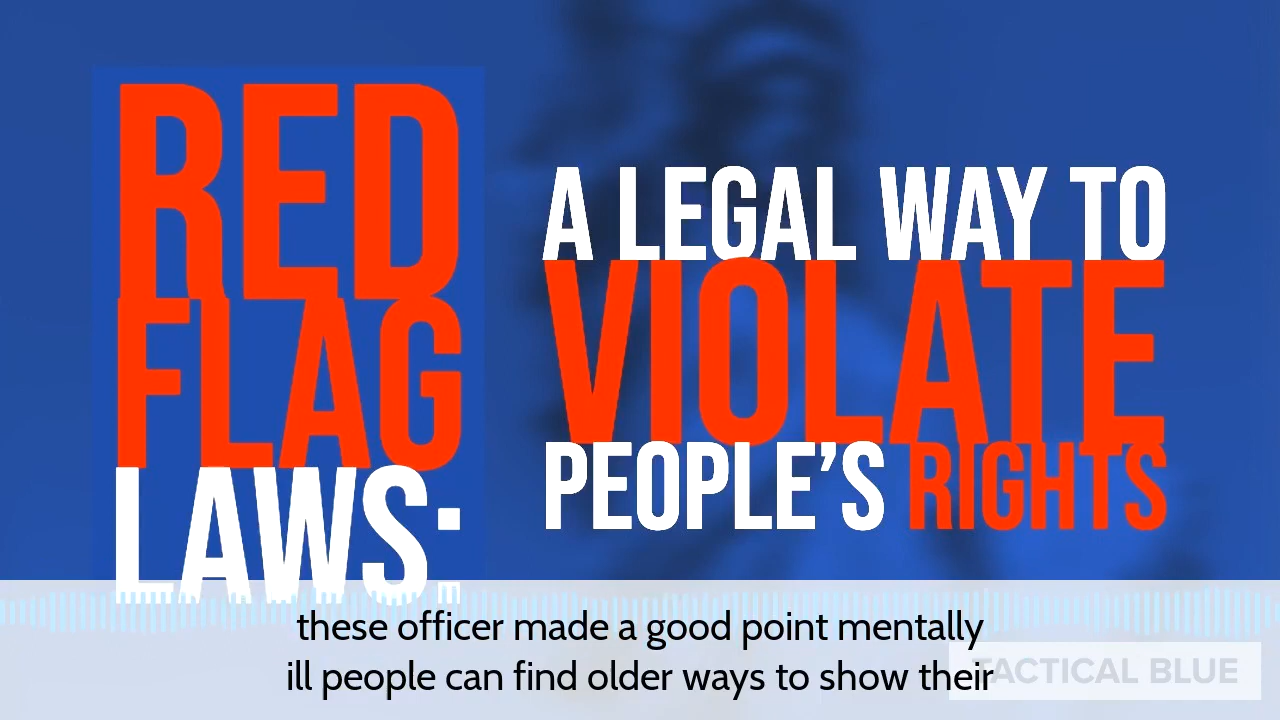 RED
FLAG
LAWS:
A LEGAL WAY TO
VIOLATE
PEOPLE'S RIGHTS
these officer made a good point mentally
ill people can find older ways to show their
TACTICAL BLUE